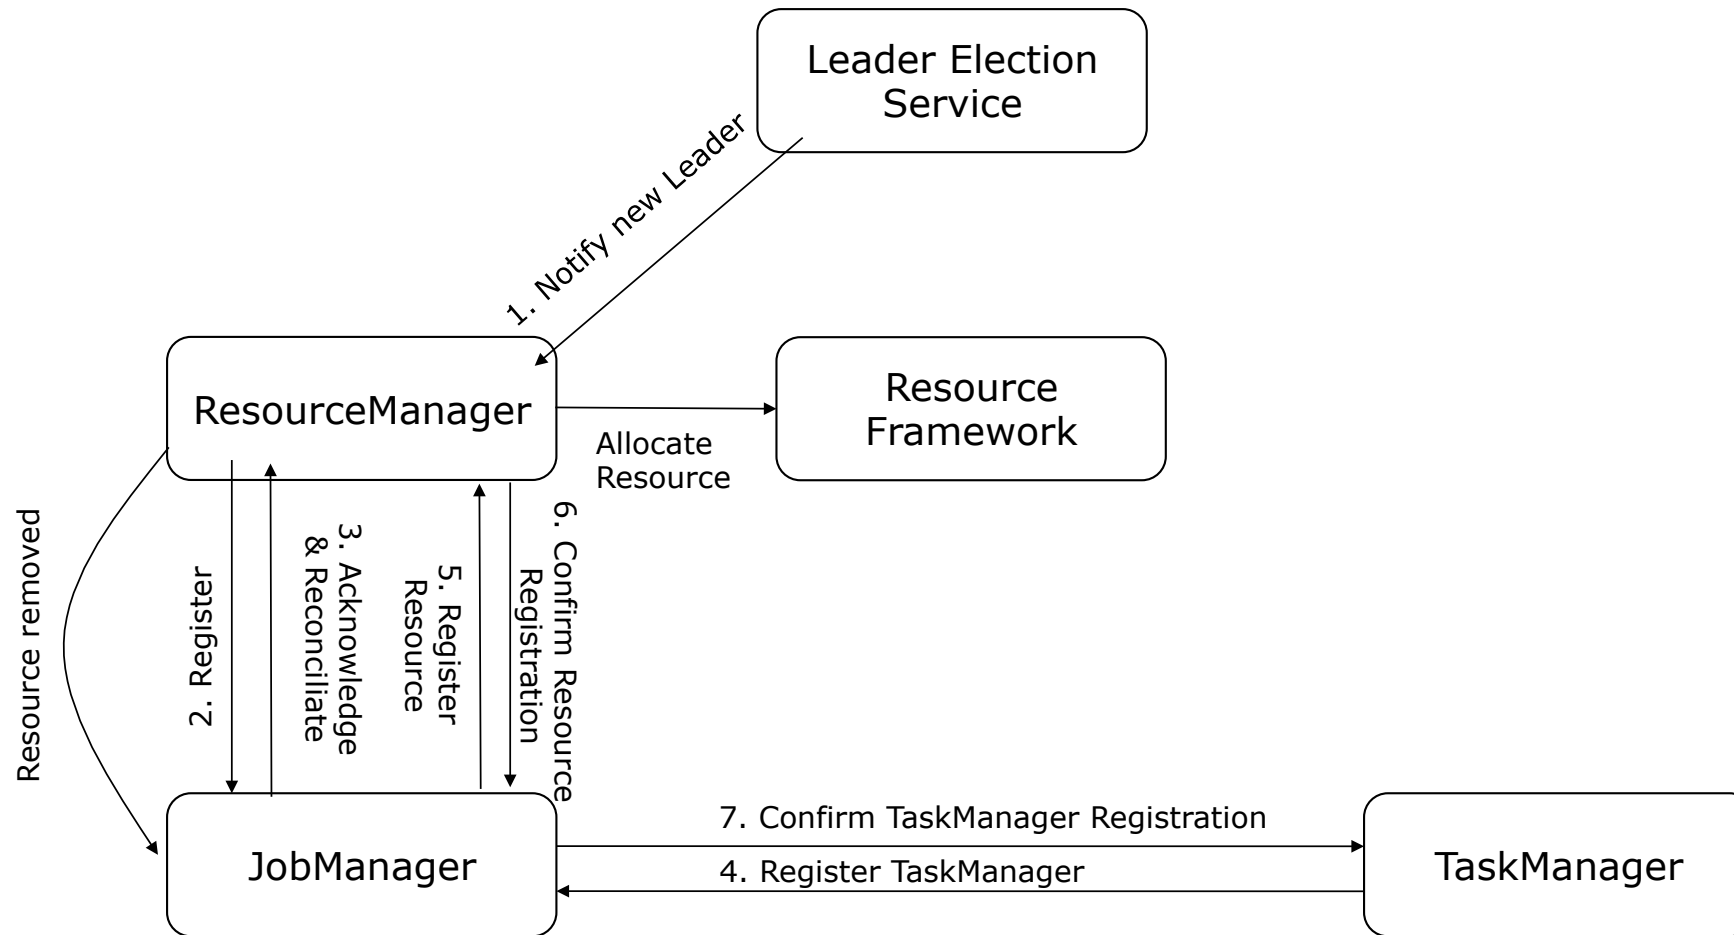 Leader Election
Service
1. Notify new Leader
ResourceManager
Resource
Framework
Allocate
Resource
Resource removed
2. Register
3. Acknowledge
& Reconciliate
5. Register
Resource
6. Confirm Resource
Registration
7. Confirm TaskManager Registration
4. Register TaskManager
JobManager
TaskManager